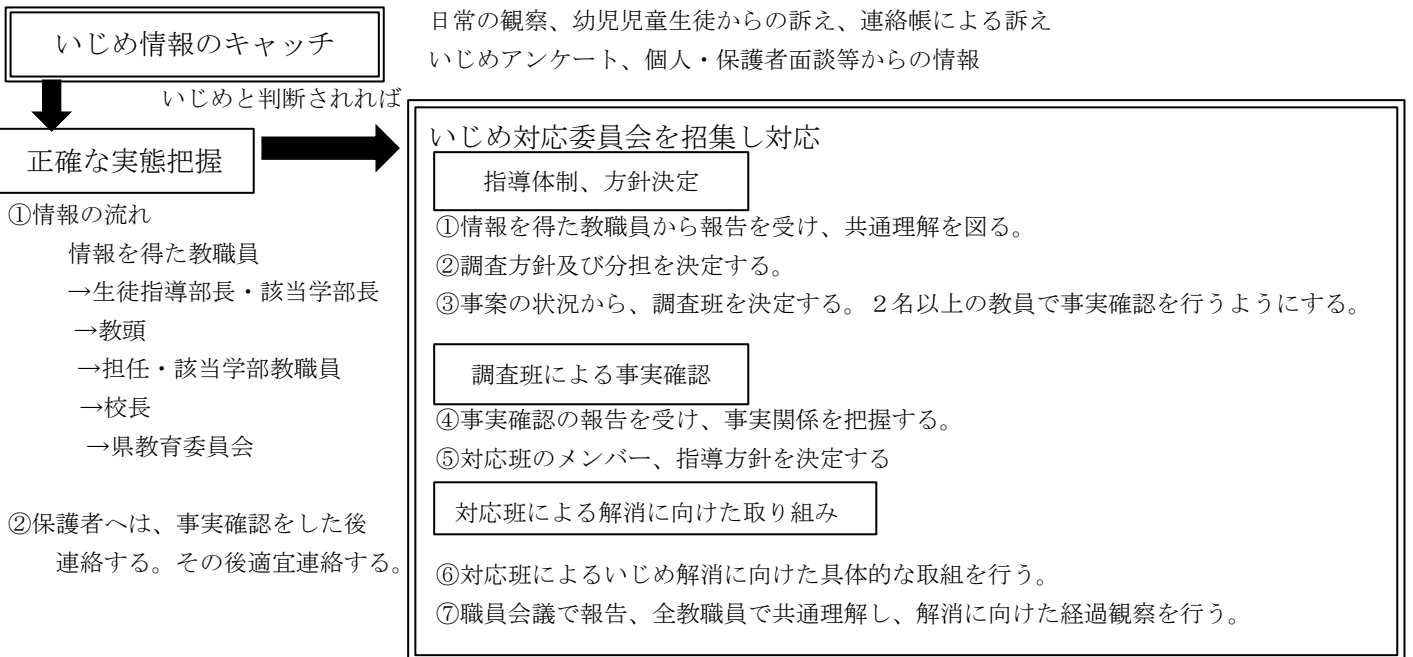 いじめ情報のキャッチ
日常の観察、幼児児童生徒からの訴え、連絡帳による訴え
いじめアンケート、個人・保護者面談等からの情報
いじめと判断されれば
正確な実態把握
①情報の流れ
情報を得た教職員
→生徒指導部長・該当学部長
→教頭
→担任・該当学部教職員
→校長
→県教育委員会
②保護者へは、事実確認をした後
連絡する。その後適宜連絡する。
いじめ対応委員会を招集し対応
指導体制、方針決定
①情報を得た教職員から報告を受け、共通理解を図る。
②調査方針及び分担を決定する。
③事案の状況から、調査班を決定する。２名以上の教員で事実確認を行うようにする。
調査班による事実確認
④事実確認の報告を受け、事実関係を把握する。
⑤対応班のメンバー、指導方針を決定する
対応班による解消に向けた取り組み
⑥対応班によるいじめ解消に向けた具体的な取組を行う。
⑦職員会議で報告、全教職員で共通理解し、解消に向けた経過観察を行う。